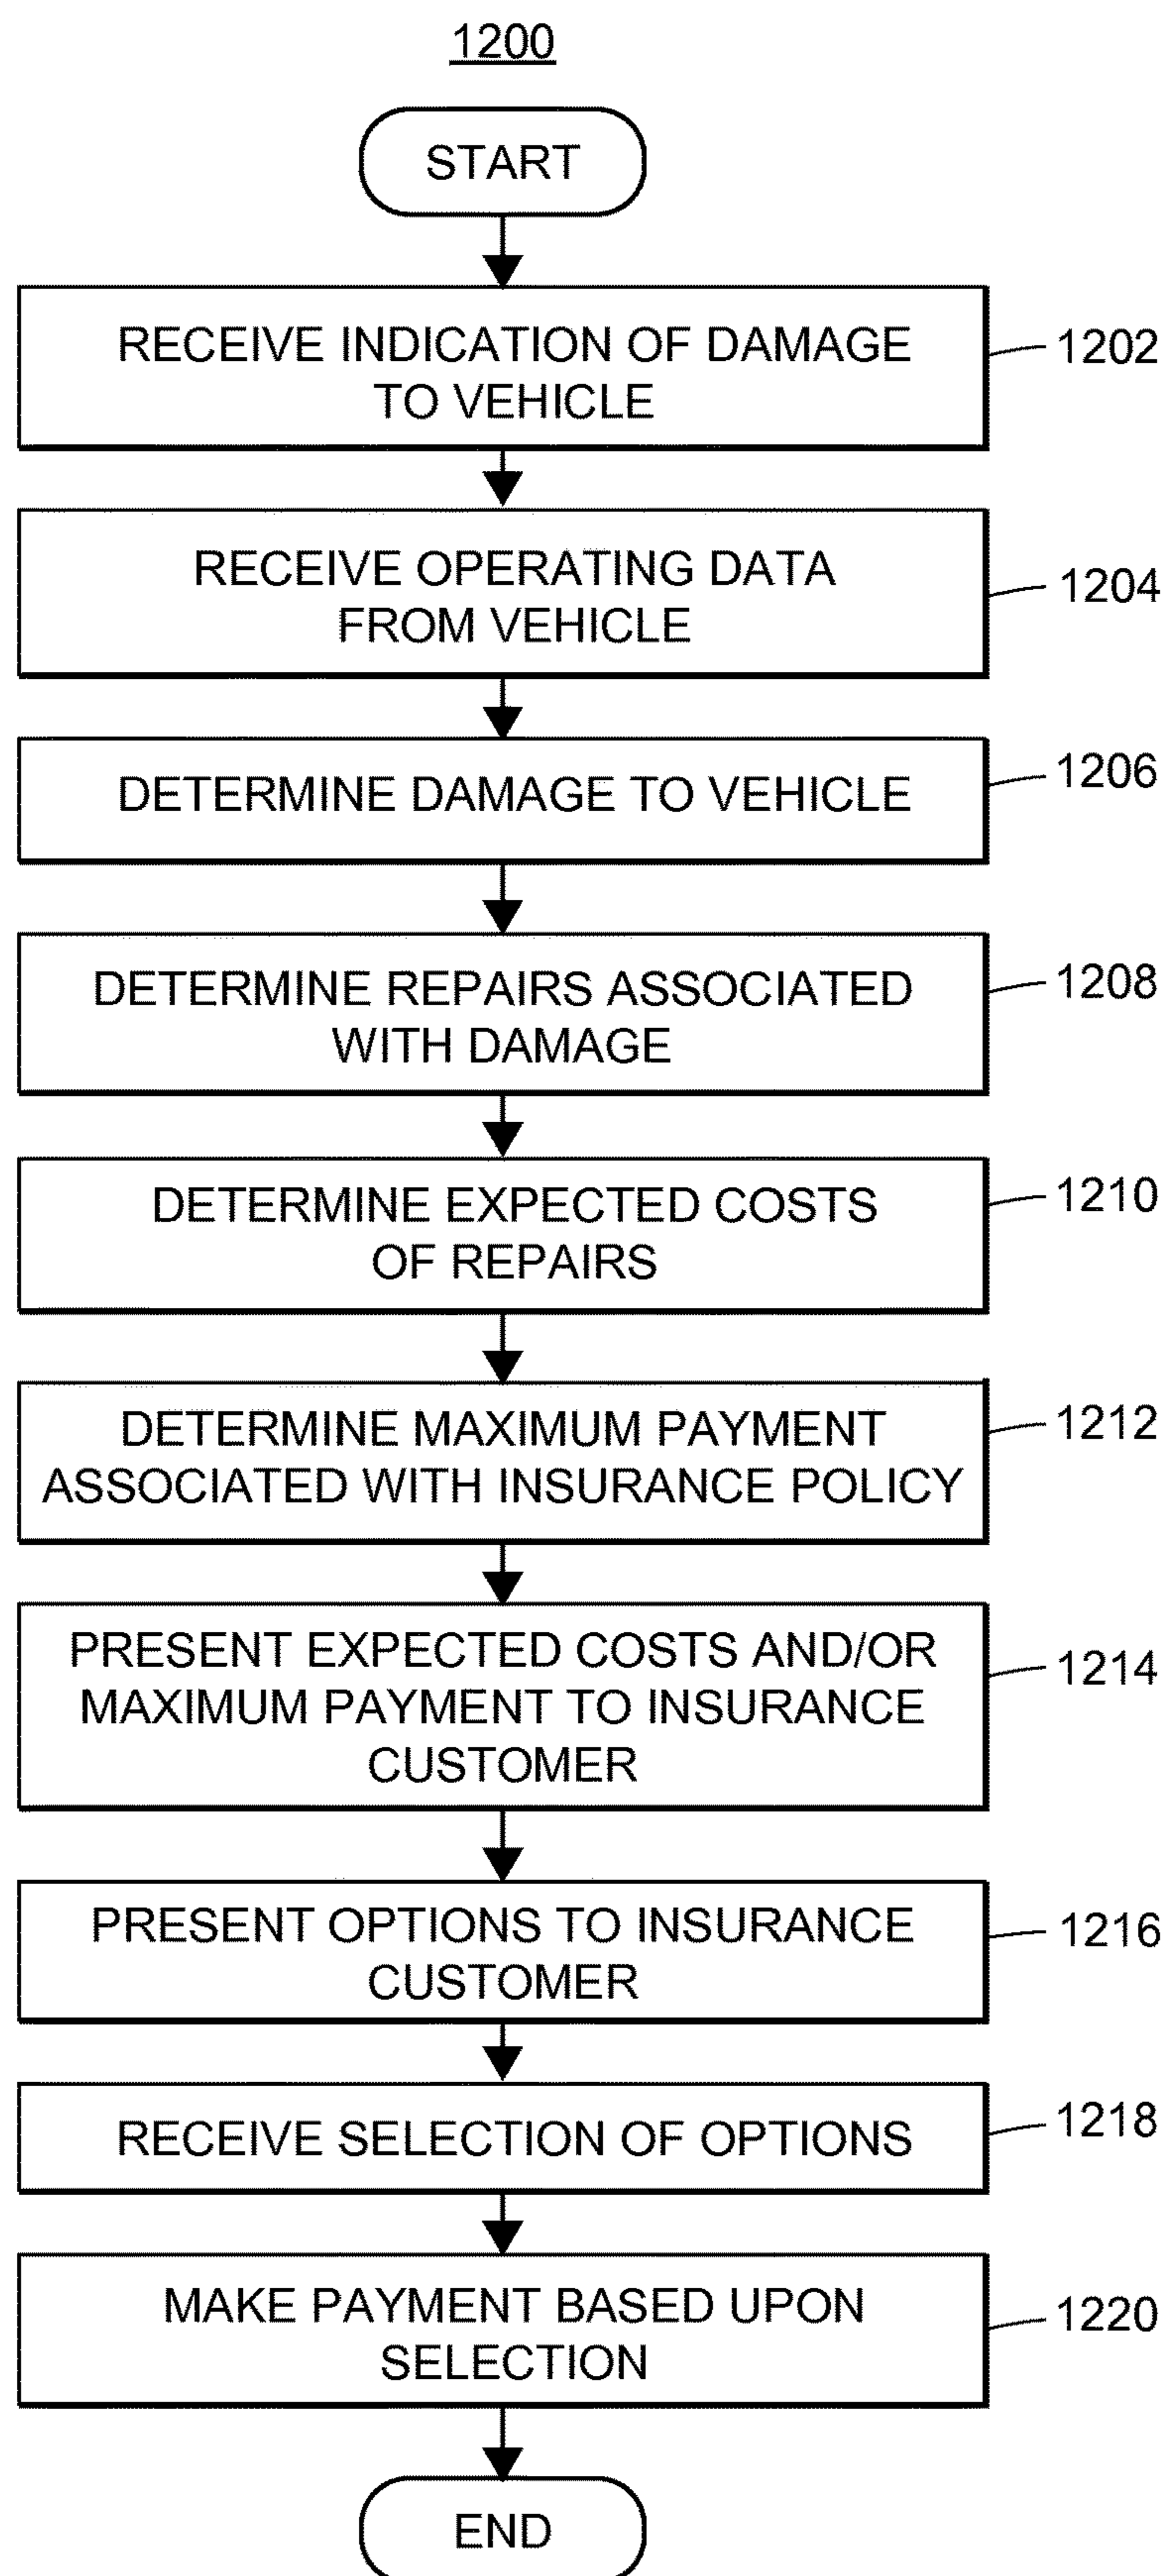 1200
START
RECEIVE INDICATION OF DAMAGE
TO VEHICLE
1202
RECEIVE OPERATING DATA
FROM VEHICLE
1204
DETERMINE DAMAGE TO VEHICLE
1206
DETERMINE REPAIRS ASSOCIATED
WITH DAMAGE
1208
DETERMINE EXPECTED COSTS
OF REPAIRS
1210
DETERMINE MAXIMUM PAYMENT
ASSOCIATED WITH INSURANCE POLICY
1212
PRESENT EXPECTED COSTS AND/OR
MAXIMUM PAYMENT TO INSURANCE
CUSTOMER
1214
PRESENT OPTIONS TO INSURANCE
CUSTOMER
1216
RECEIVE SELECTION OF OPTIONS
1218
MAKE PAYMENT BASED UPON
SELECTION
1220
END